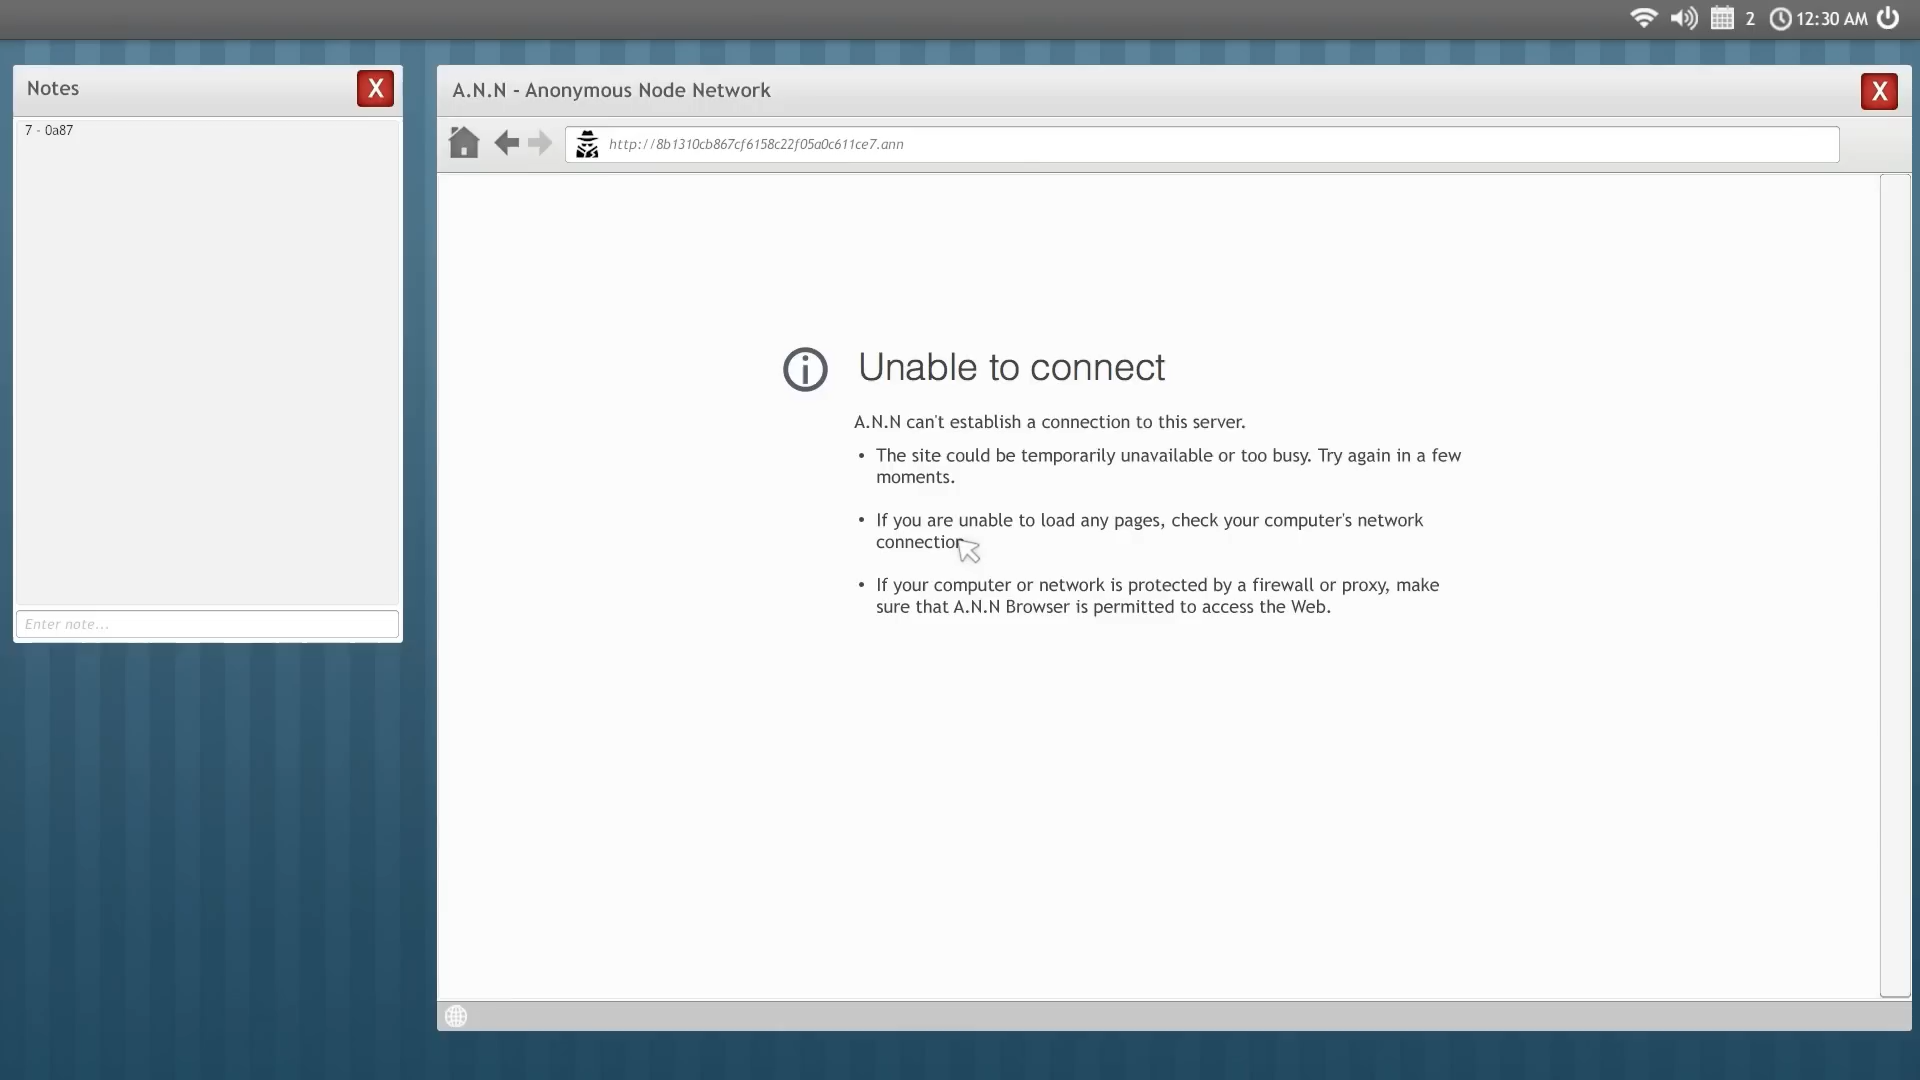 2
12:30 AM
Notes
X
7 - 0a87
Enter note...
A.N.N - Anonymous Node Network
X
http://8b1310cb867cf6158c22f05a0c611ce7.ann
Unable to connect
A.N.N can't establish a connection to this server.
• The site could be temporarily unavailable or too busy. Try again in a few
moments.
• If you are unable to load any pages, check your computer's network
connection
• If your computer or network is protected by a firewall or proxy, make
sure that A.N.N Browser is permitted to access the Web.